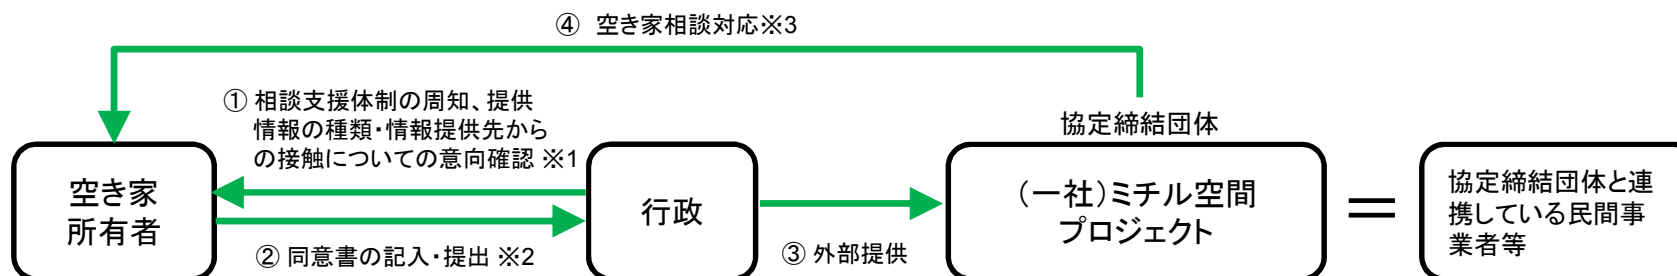 ④ 空き家相談対応※3
① 相談支援体制の周知、提供
情報の種類・情報提供先から
の接触についての意向確認 ※1
協定締結団体
空き家
所有者
行政
(一社)ミチル空間
プロジェクト
=
協定締結団体と連
携している民間事
業者等
② 同意書の記入・提出 ※2
③ 外部提供